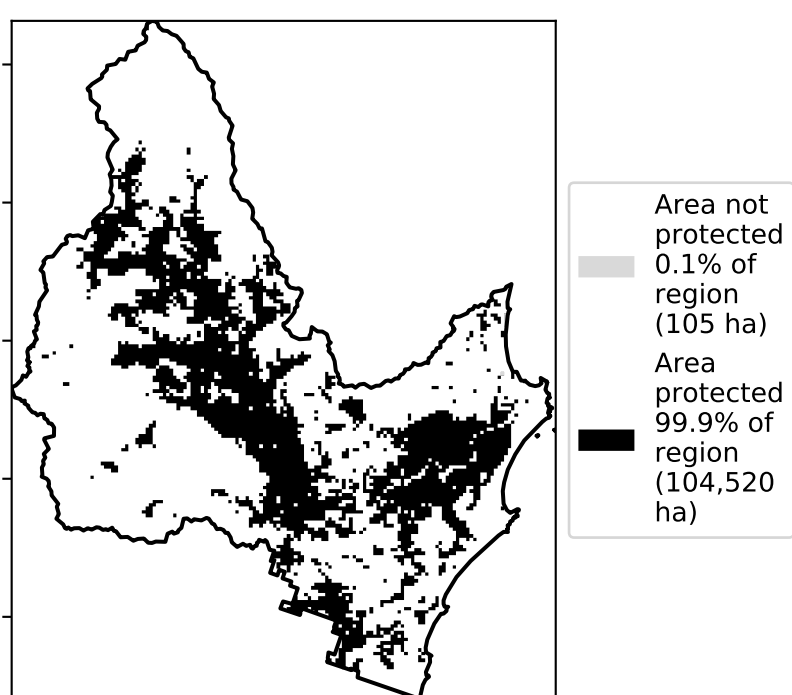 Area not
protected
0.1% of
region
(105 ha)
Area
protected
99.9% of
region
(104,520
ha)